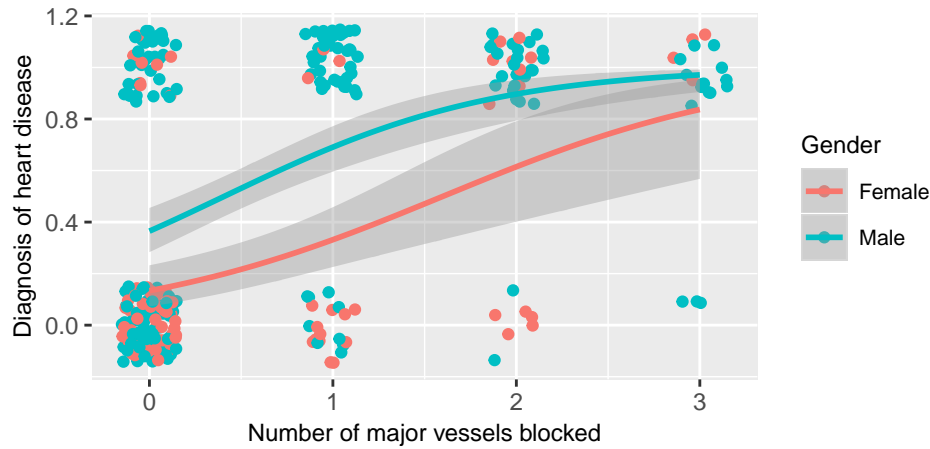 1.2
0.8
0.4
0.0
Diagnosis of heart disease
0
1
2
3
Number of major vessels blocked
Gender
Female
Male